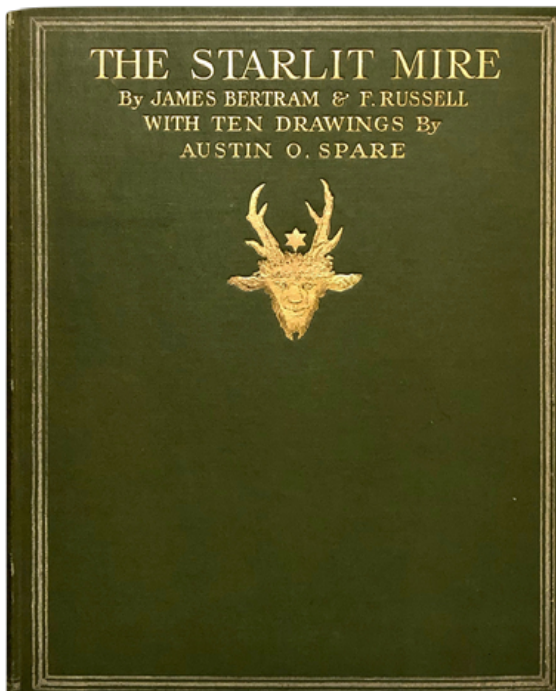 THE STARLIT MIRE
By JAMES BERTRAM & F. RUSSELL
WITH TEN DRAWINGS By
AUSTIN O. SPARE